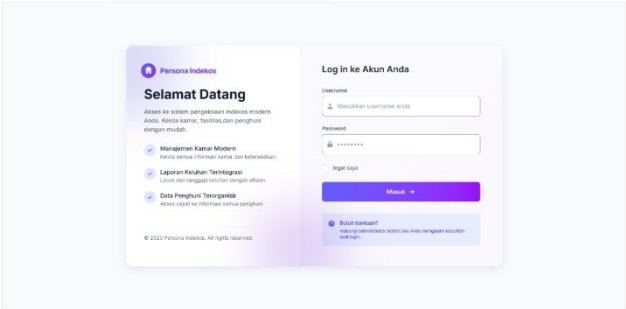 Persona Indekos
Selamat Datang
Akses ke sistem pengelolaan indekos modern
Anda. Kelola kamar, fasilitas,dan penghuni
dengan mudah.
Manajemen Kamar Modern
Kelola semua informasi kamar dan ketersediaan
Laporan Keluhan Terintegrasi
Lacak dan tanggapi keluhan dengan efisien
Data Penghuni Terorganisir
Akses cepat ke informasi semua penghuni
© 2025 Persona Indekos. All rights reserved.
Log in ke Akun Anda
Username
Masukkan username anda
Password
••••••••
Ingat saya
Masuk →
Butuh bantuan?
Hubungi administrator sistem jika Anda mengalami kesulitan
saat login.